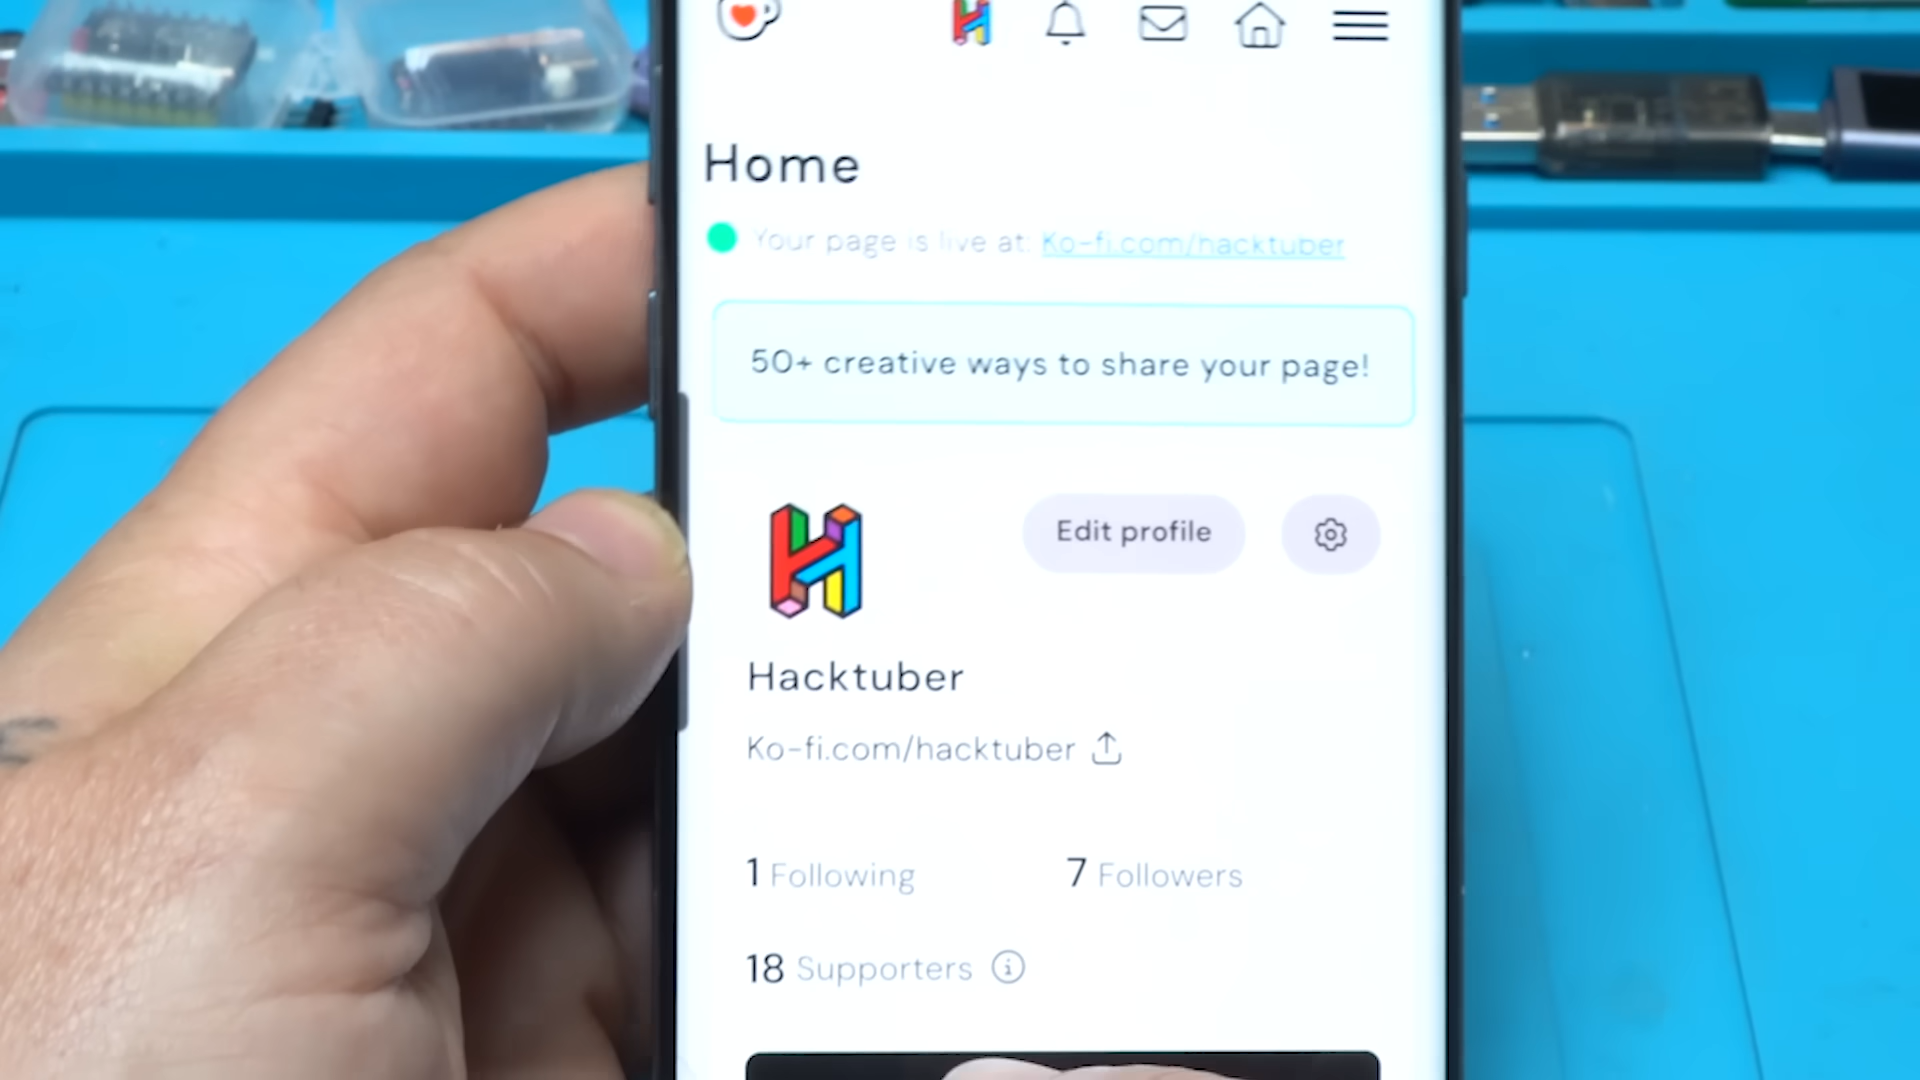 Home
Your page is live at: Ko-fi.com/hacktuber
50+ creative ways to share your page!
Edit profile
Hacktuber
Ko-fi.com/hacktuber
1 Following 7 Followers
18 Supporters